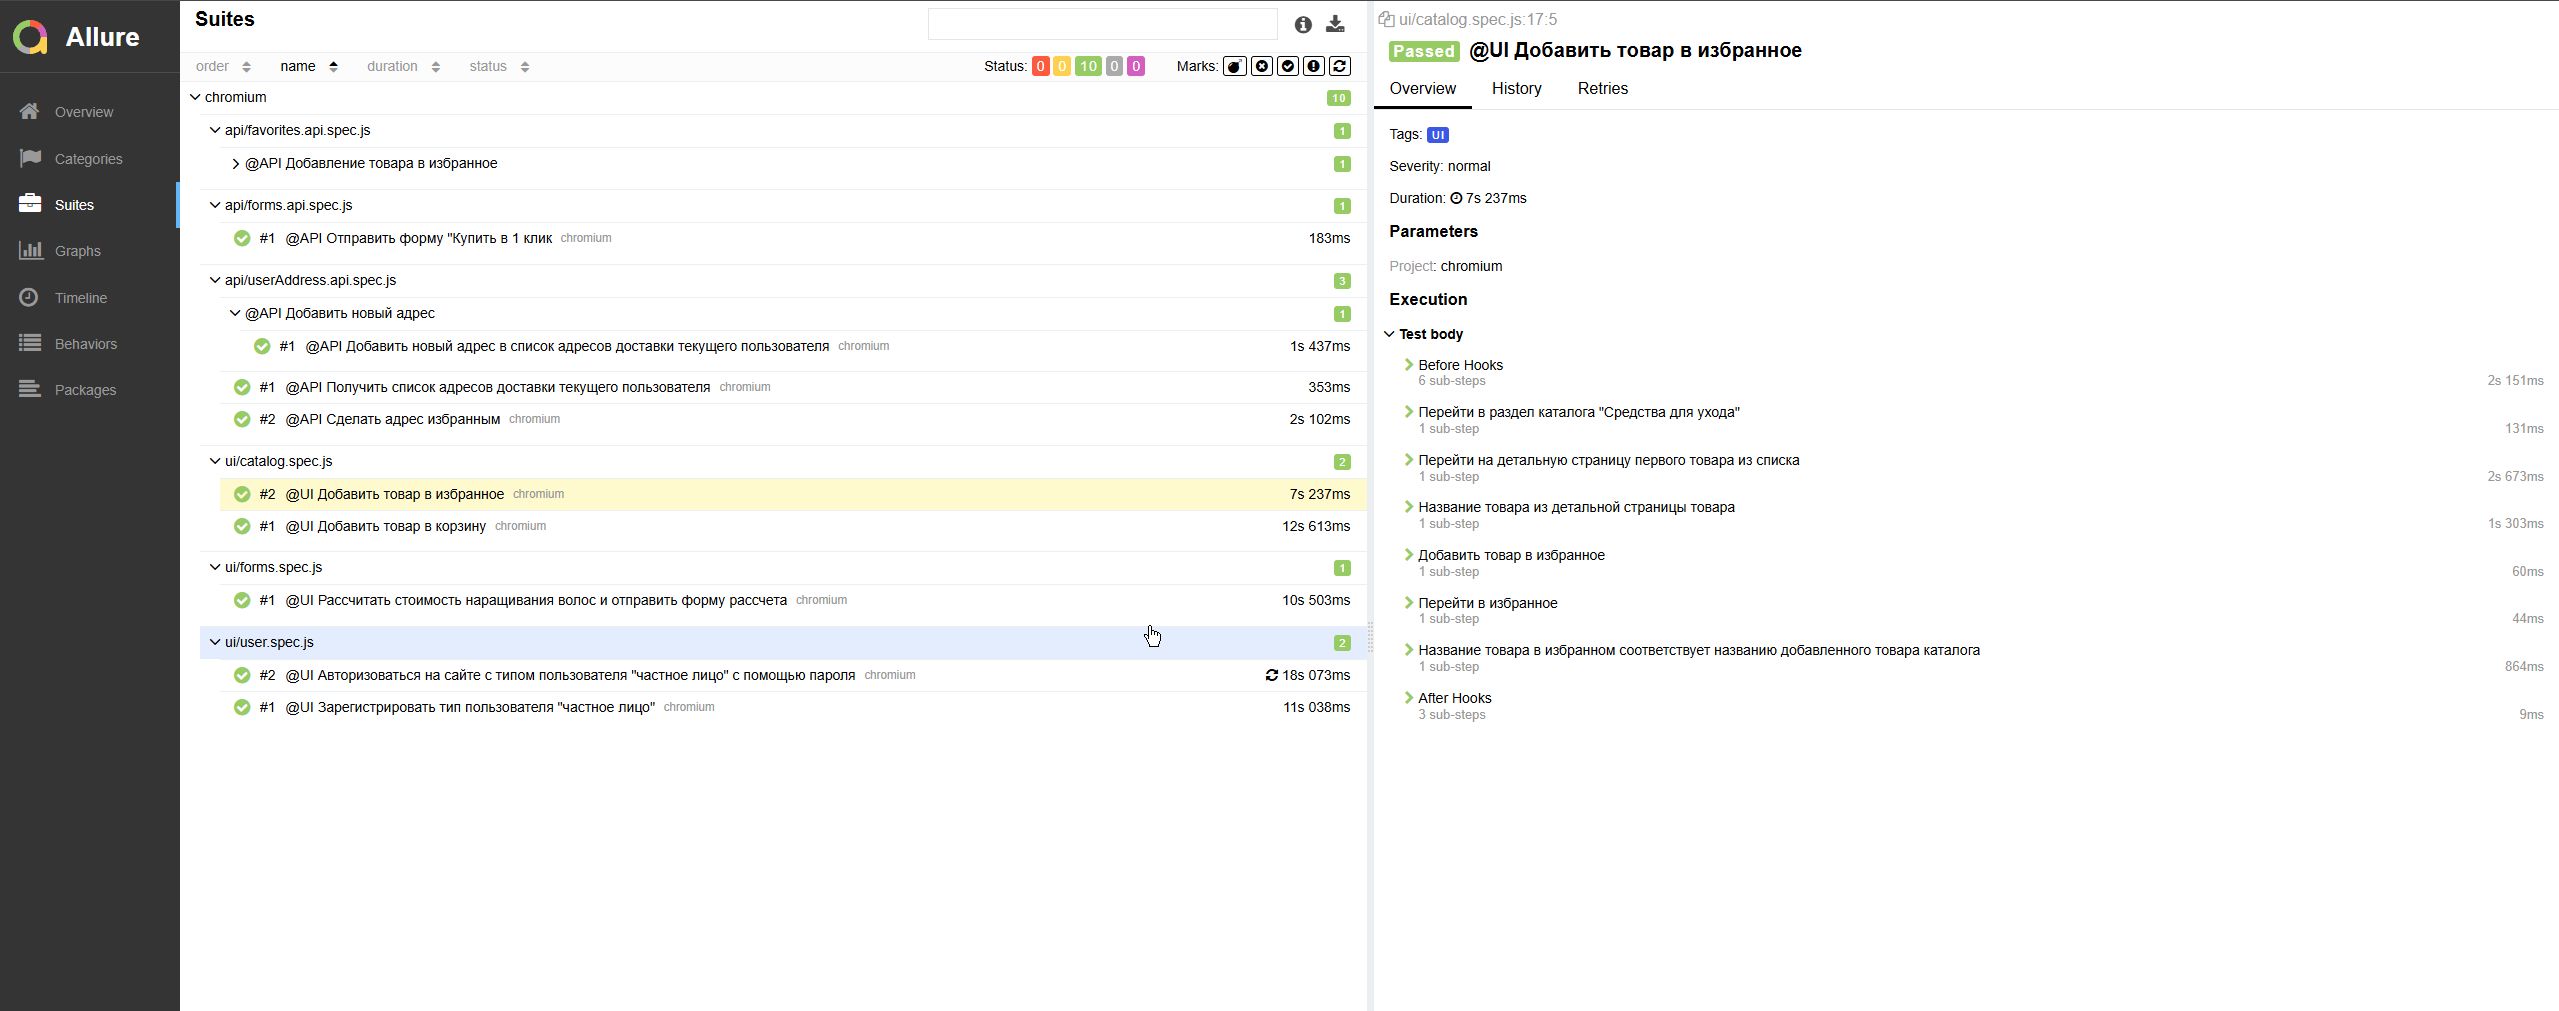 Allure
Overview
Categories
Suites
Graphs
Timeline
Behaviors
Packages
Suites
order name duration status Status: 0 0 10 0 0 Marks:
chromium 10
api/favorites.api.spec.js 1
@API Добавление товара в избранное 1
api/forms.api.spec.js 1
#1 @API Отправить форму "Купить в 1 клик chromium 183ms
api/userAddress.api.spec.js 3
@API Добавить новый адрес 1
#1 @API Добавить новый адрес в список адресов доставки текущего пользователя chromium 1s 437ms
#1 @API Получить список адресов доставки текущего пользователя chromium 353ms
#2 @API Сделать адрес избранным chromium 2s 102ms
ui/catalog.spec.js 2
#2 @UI Добавить товар в избранное chromium 7s 237ms
#1 @UI Добавить товар в корзину chromium 12s 613ms
ui/forms.spec.js 1
#1 @UI Рассчитать стоимость наращивания волос и отправить форму рассчета chromium 10s 503ms
ui/user.spec.js 2
#2 @UI Авторизоваться на сайте с типом пользователя "частное лицо" с помощью пароля chromium 18s 073ms
#1 @UI Зарегистрировать тип пользователя "частное лицо" chromium 11s 038ms
ui/catalog.spec.js:17:5
Passed @UI Добавить товар в избранное
Overview History Retries
Tags: UI
Severity: normal
Duration: 7s 237ms
Parameters
Project: chromium
Execution
Test body
Before Hooks
6 sub-steps 2s 151ms
Перейти в раздел каталога "Средства для ухода"
1 sub-step 131ms
Перейти на детальную страницу первого товара из списка
1 sub-step 2s 673ms
Название товара из детальной страницы товара
1 sub-step 1s 303ms
Добавить товар в избранное
1 sub-step 60ms
Перейти в избранное
1 sub-step 44ms
Название товара в избранном соответствует названию добавленного товара каталога
1 sub-step 864ms
After Hooks
3 sub-steps 9ms